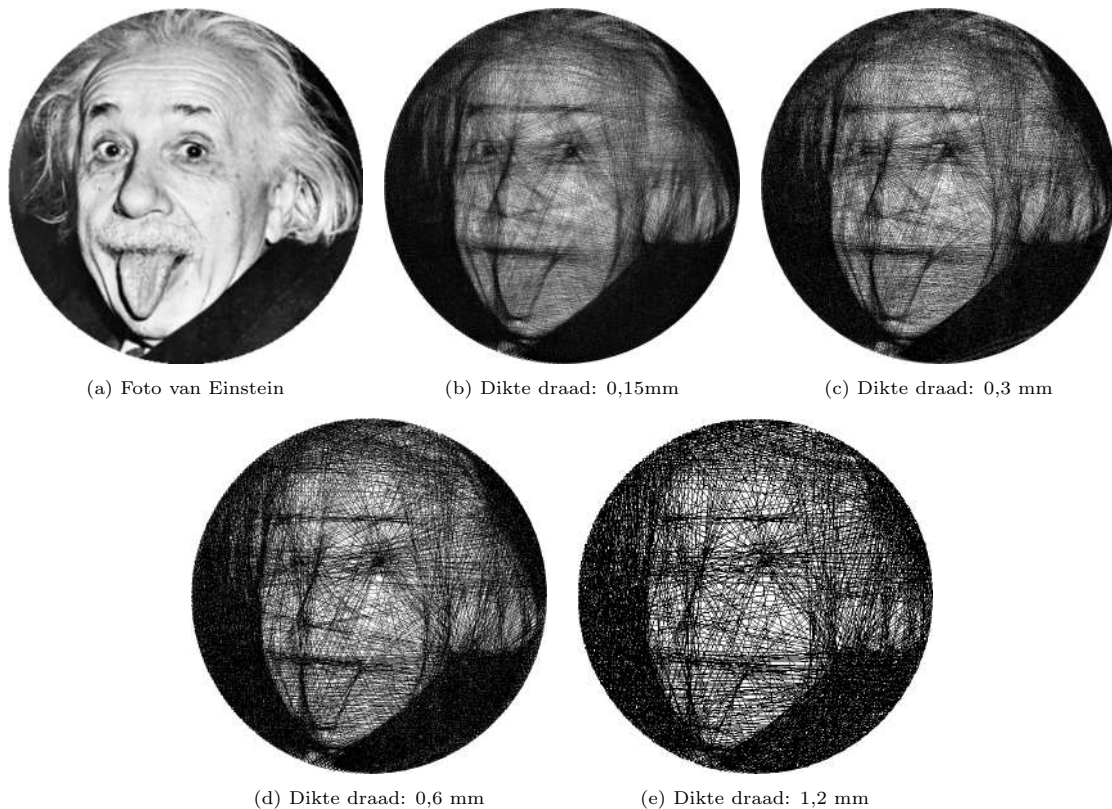 (a) Foto van Einstein
(b) Dikte draad: 0,15mm
(c) Dikte draad: 0,3 mm
(d) Dikte draad: 0,6 mm
(e) Dikte draad: 1,2 mm